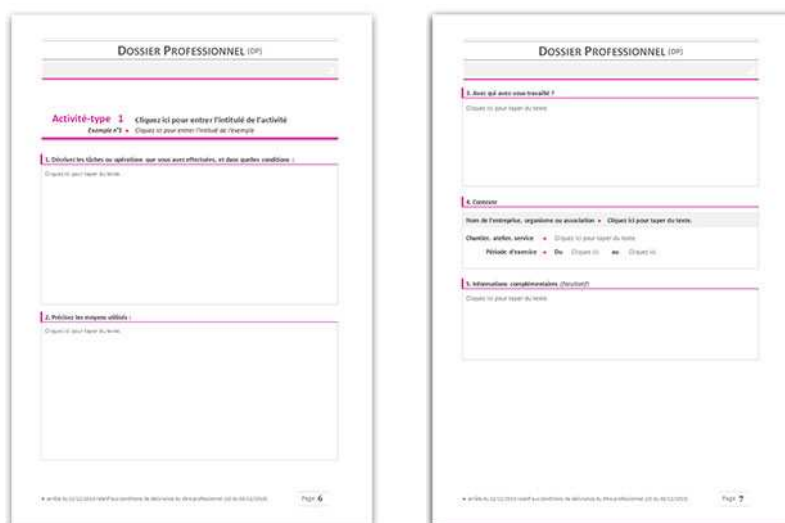 DOSSIER PROFESSIONNEL (DP)
Activité-type 1 Cliquez ici pour entrer l'intitulé de l'activité
Exemple n°1 Cliquez ici pour entrer l'intitulé de l'exemple
1. Décrivez les tâches ou opérations que vous avez effectuées, et dans quelles conditions :
Cliquez ici pour taper du texte.
2. Précisez les moyens utilisés :
Cliquez ici pour taper du texte.
Page 6
DOSSIER PROFESSIONNEL (DP)
3. Avec qui avez-vous travaillé ?
Cliquez ici pour taper du texte.
4. Contexte
Nom de l'entreprise, organisme ou association Cliquez ici pour taper du texte.
Chantier, atelier, service Cliquez ici pour taper du texte.
Période d'exercice Du Cliquez ici au Cliquez ici
5. Informations complémentaires (facultatif)
Cliquez ici pour taper du texte.
Page 7